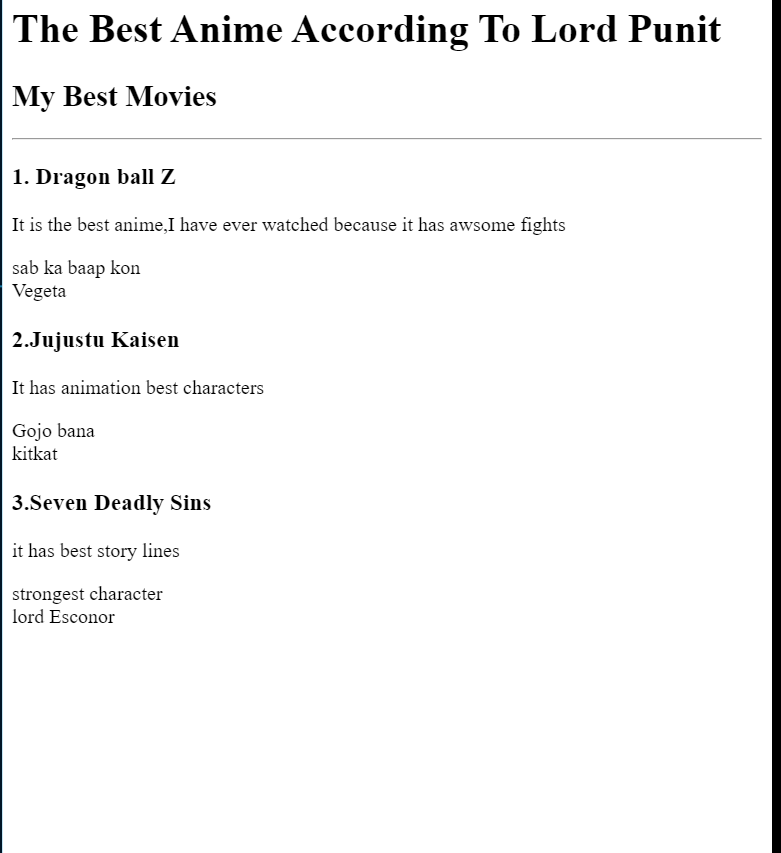 The Best Anime According To Lord Punit
My Best Movies
1. Dragon ball Z
It is the best anime,I have ever watched because it has awsome fights
sab ka baap kon
Vegeta
2.Jujustu Kaisen
It has animation best characters
Gojo bana
kitkat
3.Seven Deadly Sins
it has best story lines
strongest character
lord Esconor